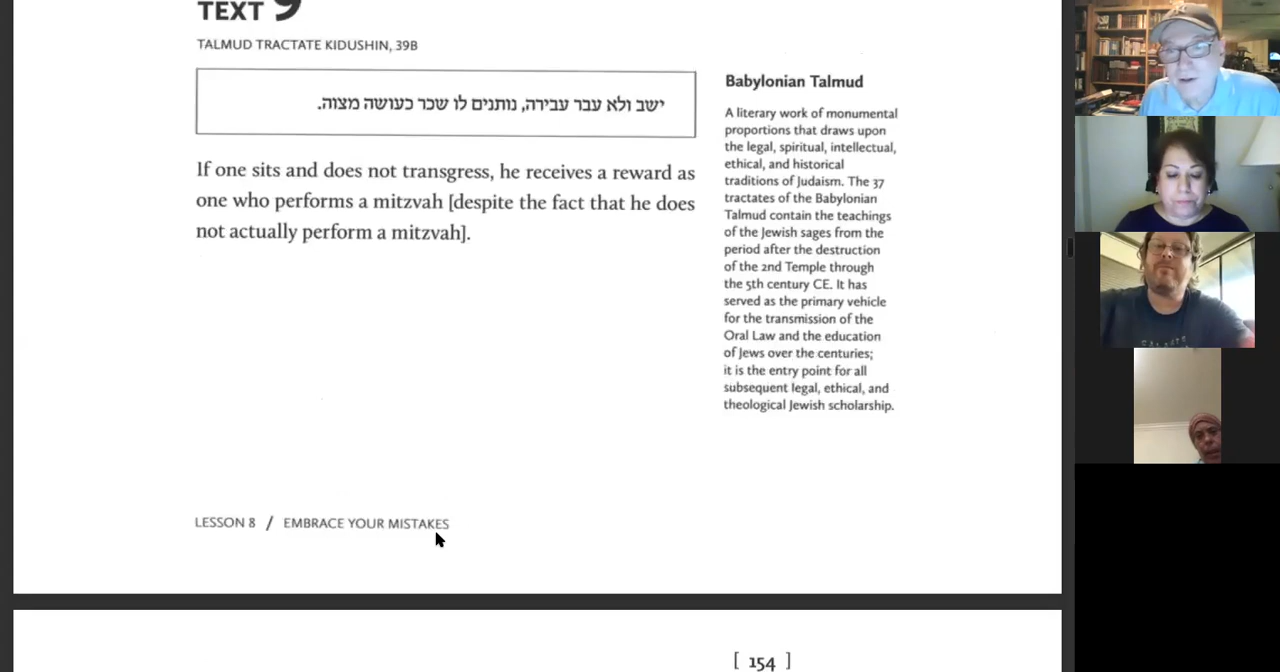 TEXT 9
TALMUD TRACTATE KIDUSHIN, 39B
ישב ולא עבר עבירה, נותנים לו שכר כעושה מצוה.
If one sits and does not transgress, he receives a reward as
one who performs a mitzvah [despite the fact that he does
not actually perform a mitzvah].
Babylonian Talmud
A literary work of monumental
proportions that draws upon
the legal, spiritual, intellectual,
ethical, and historical
traditions of Judaism. The 37
tractates of the Babylonian
Talmud contain the teachings
of the Jewish sages from the
period after the destruction
of the 2nd Temple through
the 5th century CE. It has
served as the primary vehicle
for the transmission of the
Oral Law and the education
of Jews over the centuries;
it is the entry point for all
subsequent legal, ethical, and
theological Jewish scholarship.
LESSON 8 / EMBRACE YOUR MISTAKES
[ 154 ]